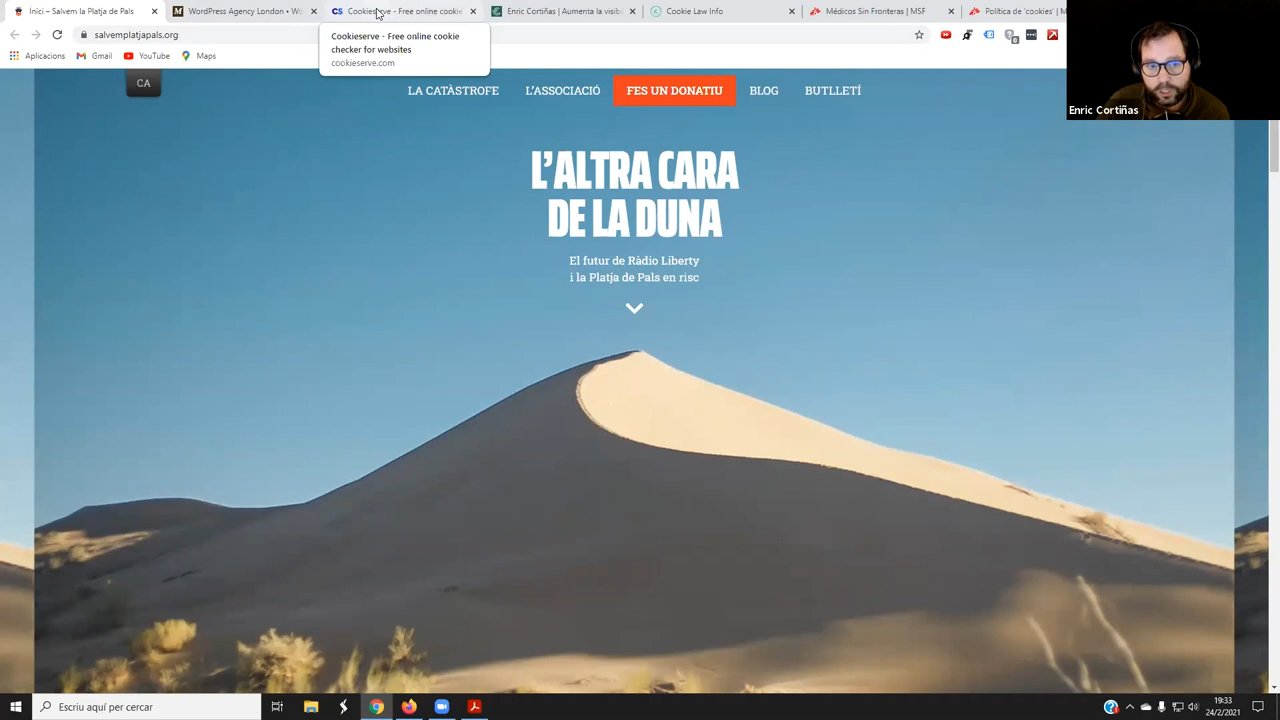 Inici – Salvem la Platja de Pals
WordPress Agency London • Wo
Cookieserve - Free online cookie
Enric Cortiñas | Aumenta la visib
Cookie Law Info
Médicos Sin Fronteras | MSF
Política de 'cookies' | M
salvemplatjapals.org
Cookieserve - Free online cookie
checker for websites
cookieserve.com
Aplicacions
Gmail
YouTube
Maps
CA
LA CATÀSTROFE
L'ASSOCIACIÓ
FES UN DONATIU
BLOG
BUTLLETÍ
Enric Cortiñas
L'ALTRA CARA
DE LA DUNA
El futur de Ràdio Liberty
i la Platja de Pals en risc
Escriu aquí per cercar
19:33
24/2/2021